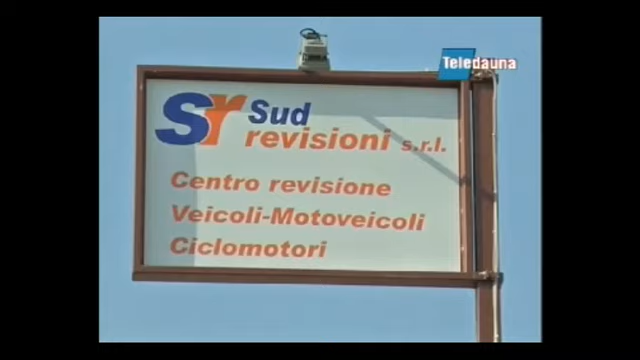 Teledauna
Sr Sud
revisioni s.r.l.
Centro revisione
Veicoli-Motoveicoli
Ciclomotori